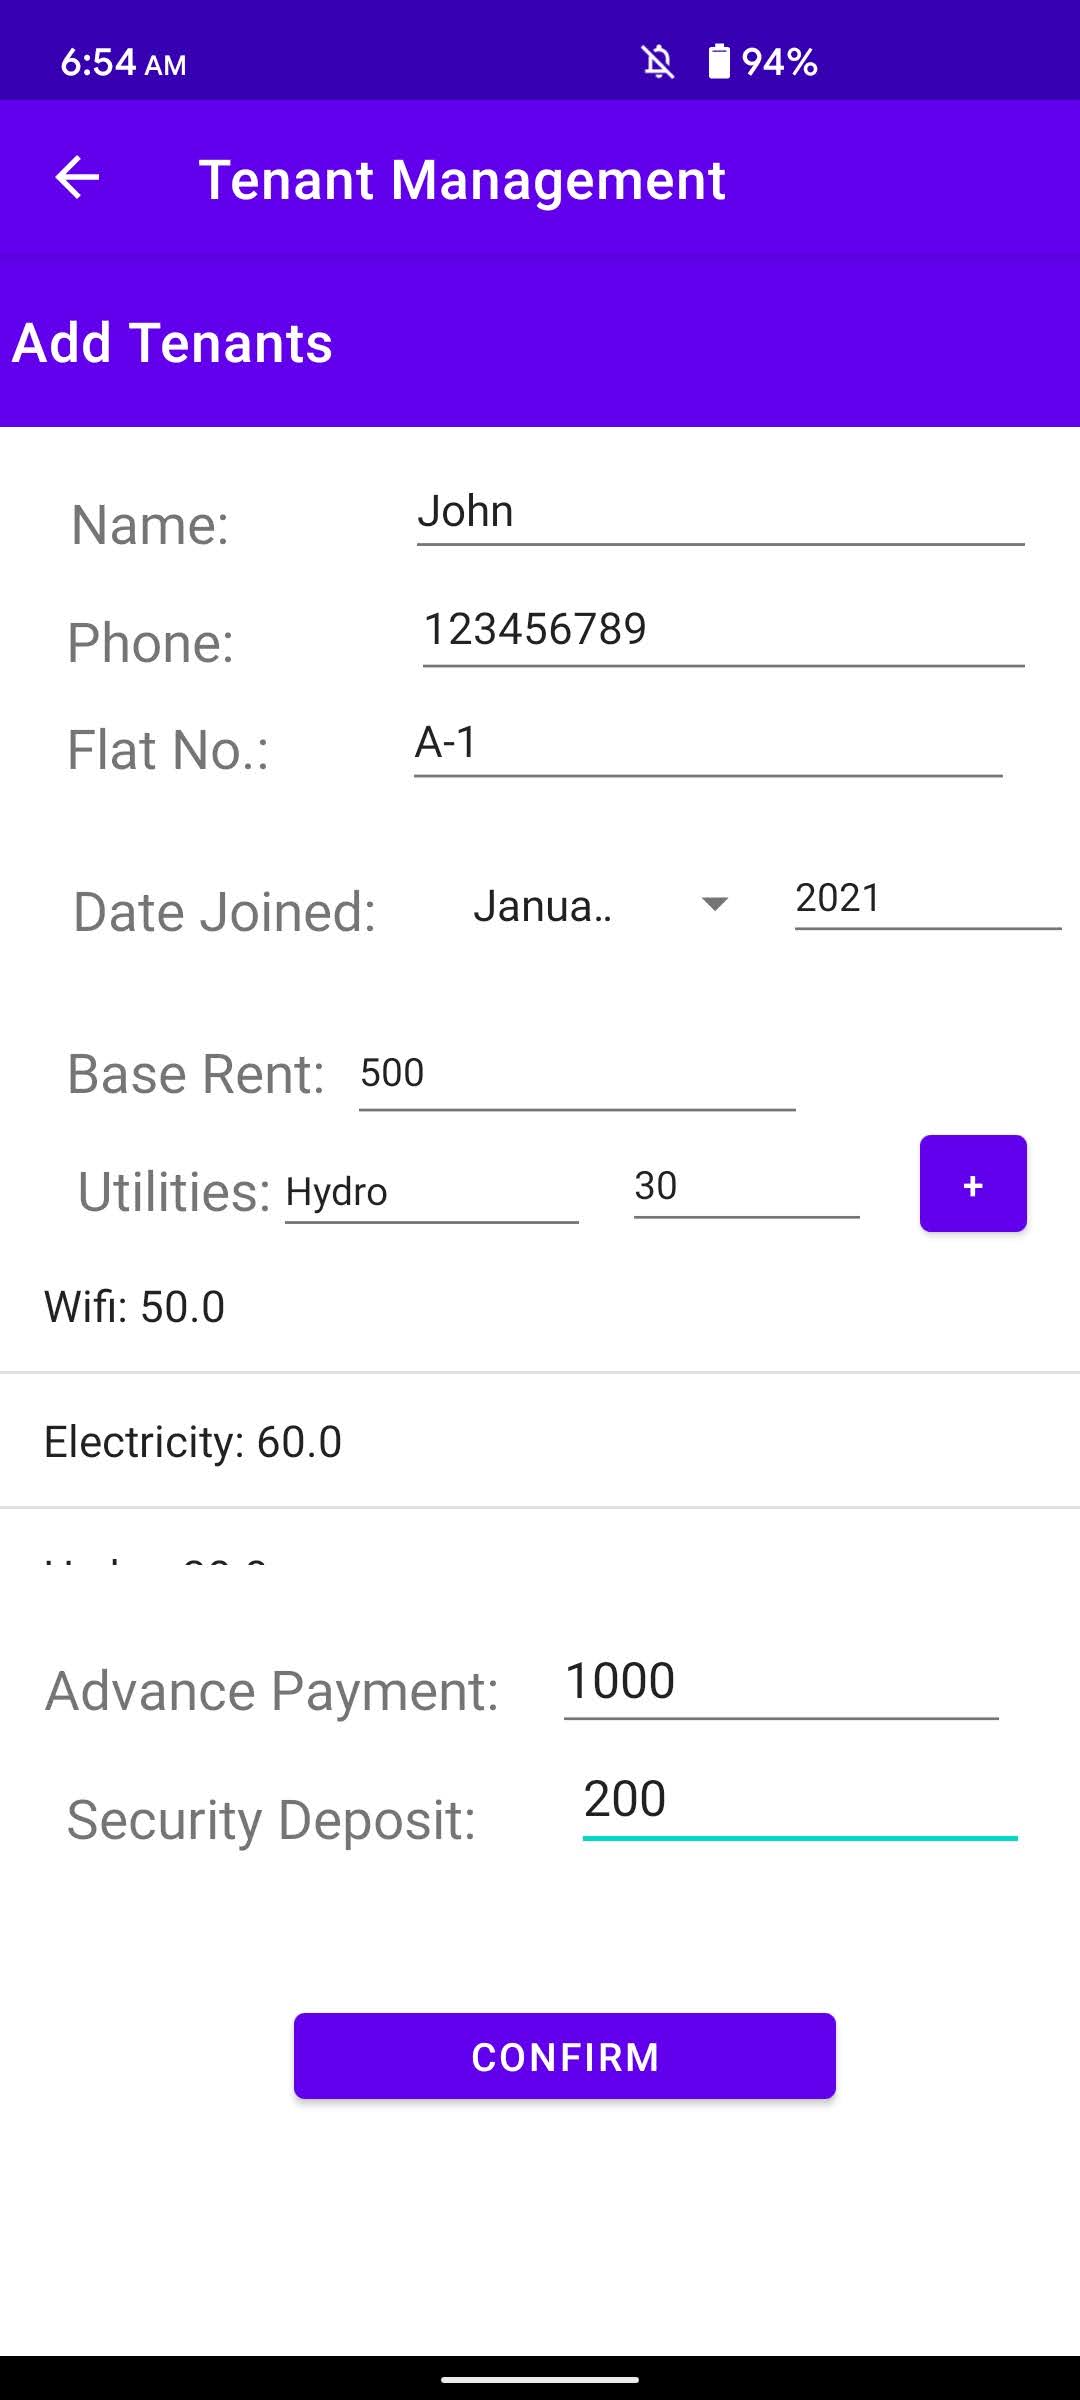 6:54 AM 94%
Tenant Management
Add Tenants
Name: John
Phone: 123456789
Flat No.: A-1
Date Joined: Janua.. 2021
Base Rent: 500
Utilities: Hydro 30 +
Wifi: 50.0
Electricity: 60.0
Advance Payment: 1000
Security Deposit: 200
CONFIRM